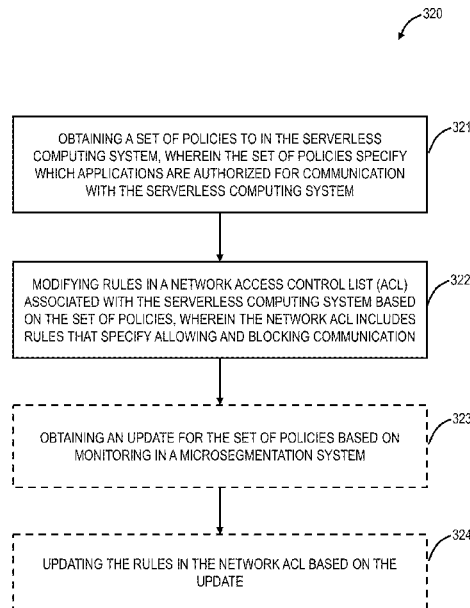 320
321
OBTAINING A SET OF POLICIES TO IN THE SERVERLESS
COMPUTING SYSTEM, WHEREIN THE SET OF POLICIES SPECIFY
WHICH APPLICATIONS ARE AUTHORIZED FOR COMMUNICATION
WITH THE SERVERLESS COMPUTING SYSTEM
322
MODIFYING RULES IN A NETWORK ACCESS CONTROL LIST (ACL)
ASSOCIATED WITH THE SERVERLESS COMPUTING SYSTEM BASED
ON THE SET OF POLICIES, WHEREIN THE NETWORK ACL INCLUDES
RULES THAT SPECIFY ALLOWING AND BLOCKING COMMUNICATION
323
OBTAINING AN UPDATE FOR THE SET OF POLICIES BASED ON
MONITORING IN A MICROSEGMENTATION SYSTEM
324
UPDATING THE RULES IN THE NETWORK ACL BASED ON THE
UPDATE